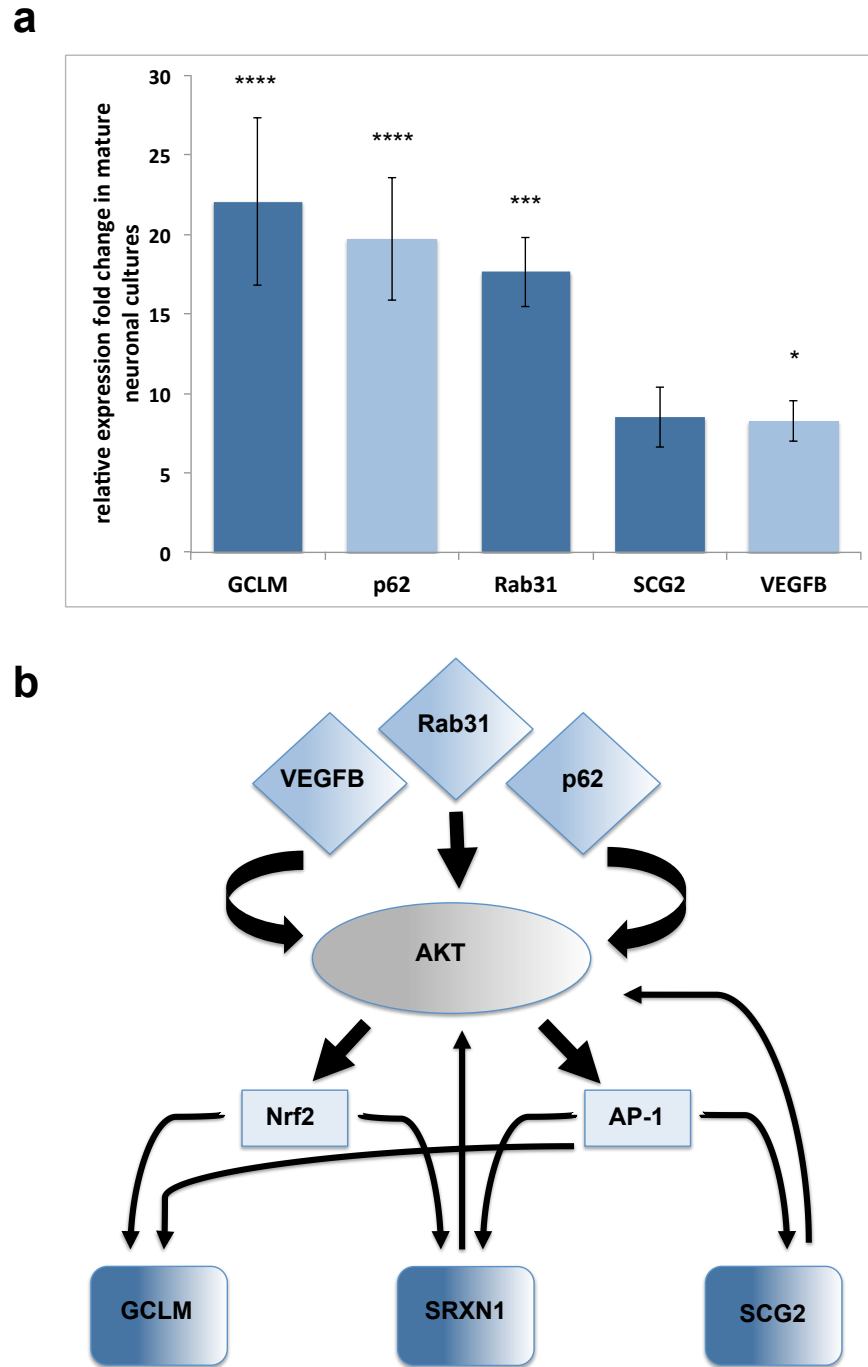 a
relative expression fold change in mature
neuronal cultures
30
25
20
15
10
5
0
****
****
***
*
GCLM p62 Rab31 SCG2 VEGFB
b
Rab31
VEGFB
p62
AKT
Nrf2
AP-1
GCLM
SRXN1
SCG2